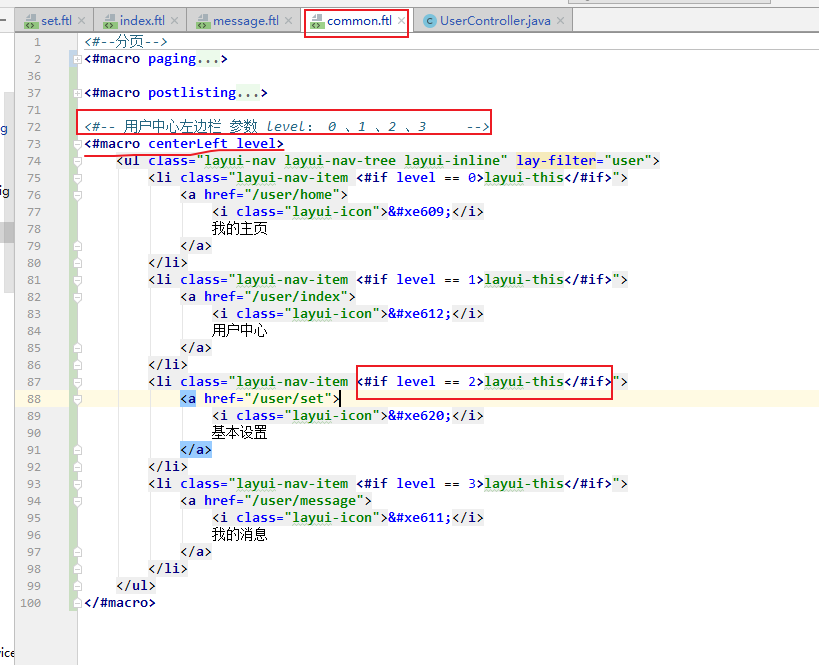 set.ftl index.ftl message.ftl common.ftl UserController.java
1 <#--分页-->
2 <#macro paging...>
36
37 <#macro postlisting...>
71
72 <#-- 用户中心左边栏 参数 level: 0 、1 、2 、3 -->
73 <#macro centerLeft level>
74 <ul class="layui-nav layui-nav-tree layui-inline" lay-filter="user">
75 <li class="layui-nav-item <#if level == 0>layui-this</#if>">
76 <a href="/user/home">
77 <i class="layui-icon">&#xe609;</i>
78 我的主页
79 </a>
80 </li>
81 <li class="layui-nav-item <#if level == 1>layui-this</#if>">
82 <a href="/user/index">
83 <i class="layui-icon">&#xe612;</i>
84 用户中心
85 </a>
86 </li>
87 <li class="layui-nav-item <#if level == 2>layui-this</#if>">
88 <a href="/user/set">
89 <i class="layui-icon">&#xe620;</i>
90 基本设置
91 </a>
92 </li>
93 <li class="layui-nav-item <#if level == 3>layui-this</#if>">
94 <a href="/user/message">
95 <i class="layui-icon">&#xe611;</i>
96 我的消息
97 </a>
98 </li>
99 </ul>
100 </#macro>